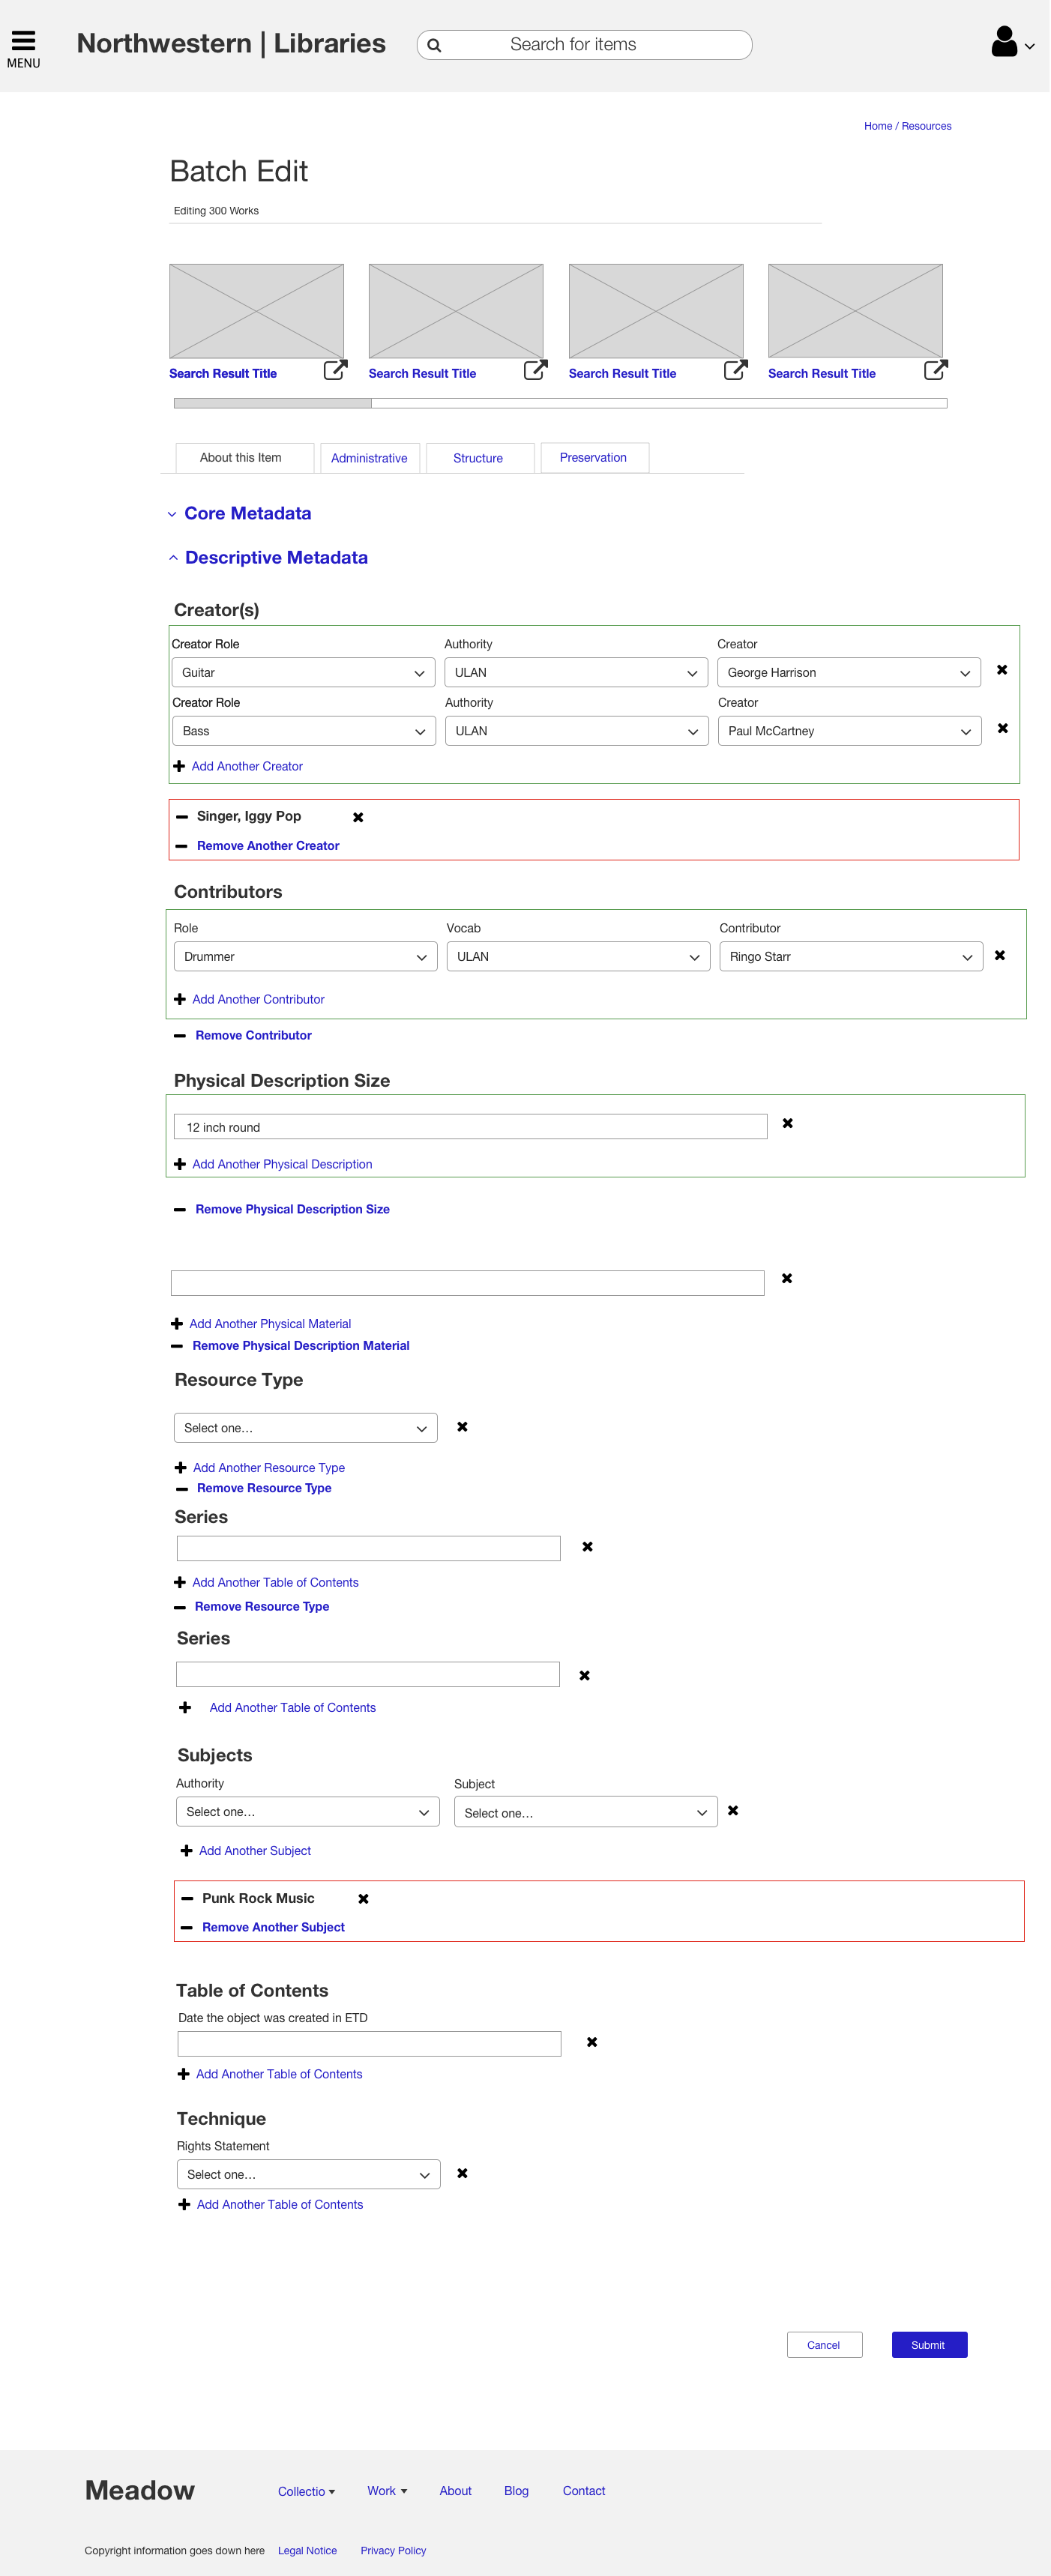 Northwestern | Libraries
Search for items
MENU
Home / Resources
Batch Edit
Editing 300 Works
Search Result Title
Search Result Title
Search Result Title
Search Result Title
About this Item
Administrative
Structure
Preservation
Core Metadata
Descriptive Metadata
Creator(s)
Creator Role
Authority
Creator
Guitar
ULAN
George Harrison
Creator Role
Authority
Creator
Bass
ULAN
Paul McCartney
Add Another Creator
Singer, Iggy Pop
Remove Another Creator
Contributors
Role
Vocab
Contributor
Drummer
ULAN
Ringo Starr
Add Another Contributor
Remove Contributor
Physical Description Size
12 inch round
Add Another Physical Description
Remove Physical Description Size
Add Another Physical Material
Remove Physical Description Material
Resource Type
Select one…
Add Another Resource Type
Remove Resource Type
Series
Add Another Table of Contents
Remove Resource Type
Series
Add Another Table of Contents
Subjects
Authority
Subject
Select one…
Select one…
Add Another Subject
Punk Rock Music
Remove Another Subject
Table of Contents
Date the object was created in ETD
Add Another Table of Contents
Technique
Rights Statement
Select one…
Add Another Table of Contents
Cancel
Submit
Meadow
Collectio
Work
About
Blog
Contact
Copyright information goes down here
Legal Notice
Privacy Policy